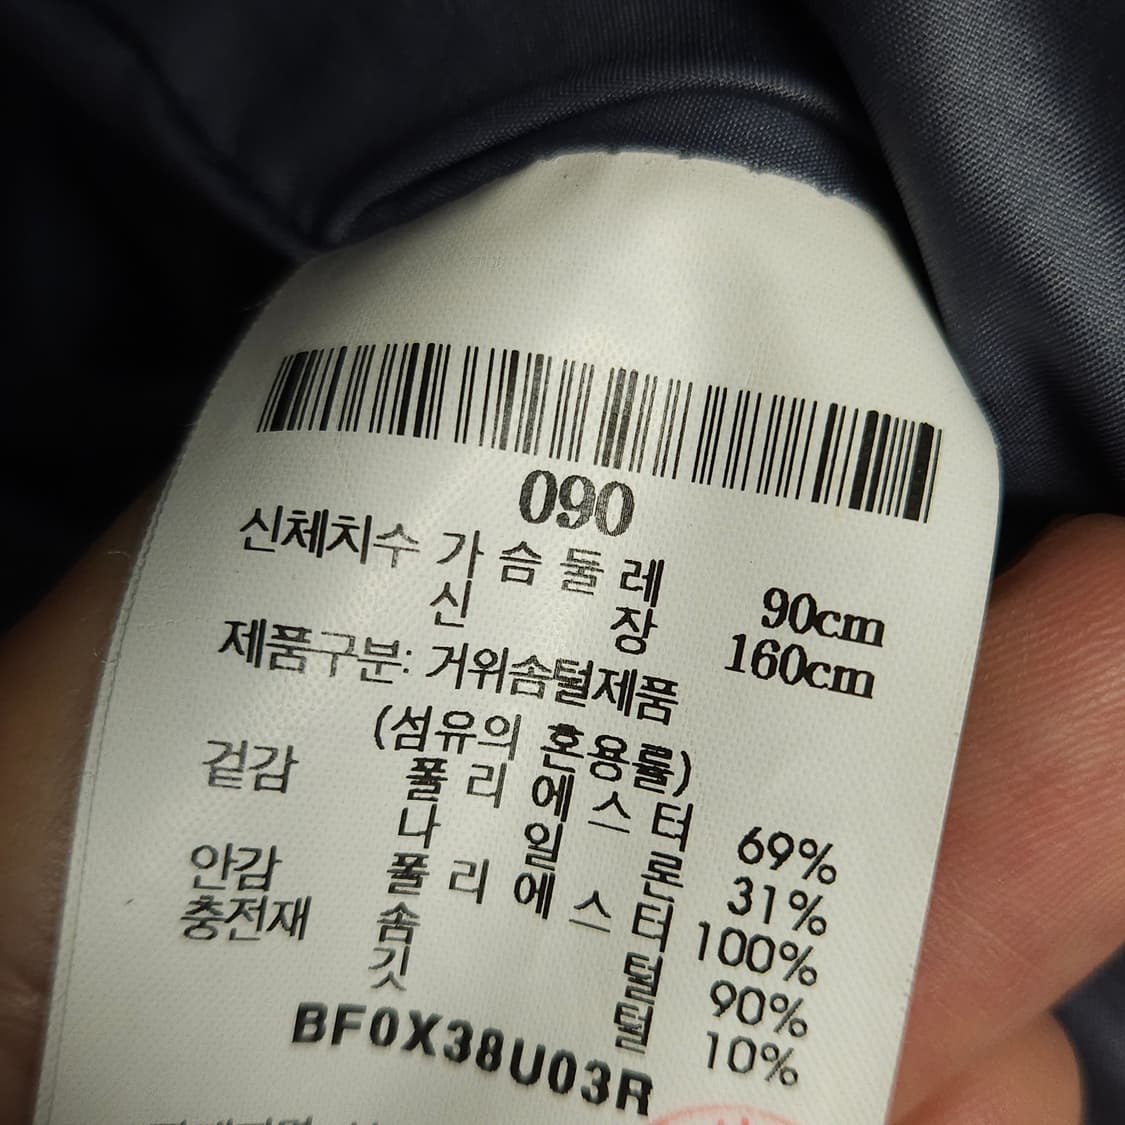 090
신체치수 가슴둘레 90cm
신장 160cm
제품구분: 거위솜털제품
(섬유의 혼용률)
겉감 폴리에스터 69%
나일론 31%
안감 폴리에스터 100%
충전재 솜털 90%
깃털 10%
BF0X38U03R